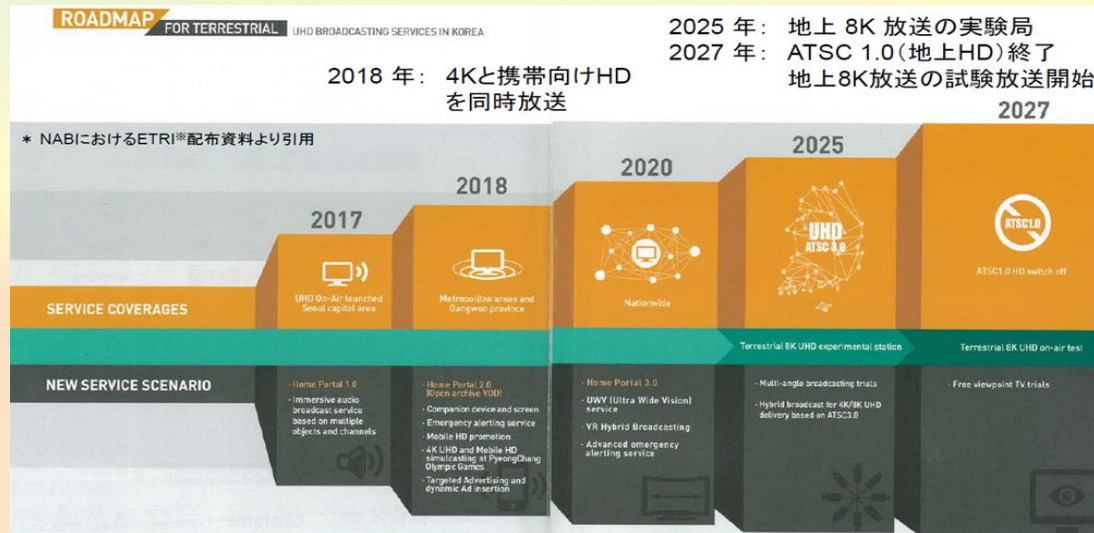 ROADMAP FOR TERRESTRIAL UHD BROADCASTING SERVICES IN KOREA
2025 年： 地上 8K 放送の実験局
2027 年： ATSC 1.0（地上HD）終了
地上8K放送の試験放送開始
2018 年： 4Kと携帯向けHD
を同時放送
* NABにおけるETRI※配布資料より引用
2017
2018
2020
2025
2027
SERVICE COVERAGES
UHD On-Air launched
Seoul capital area
Metropolitan areas and
Gangwon province
Nationwide
UHD
ATSC 3.0
ATSC1.0
ATSC1.0 HD switch off
Terrestrial 8K UHD experimental station
Terrestrial 8K UHD on-air test
NEW SERVICE SCENARIO
· Home Portal 1.0
· Immersive audio
broadcast service
based on multiple
objects and channels
· Home Portal 2.0
(Open archive VOD)
· Companion device and screen
· Emergency alerting service
· Mobile HD promotion
· 4K UHD and Mobile HD
simulcasting at PyeongChang
Olympic Games
· Targeted Advertising and
dynamic Ad insertion
· Home Portal 3.0
· UWV (Ultra Wide Vision)
service
· VR Hybrid Broadcasting
· Advanced emergency
alerting service
· Multi-angle broadcasting trials
· Hybrid broadcast for 4K/8K UHD
delivery based on ATSC3.0
· Free viewpoint TV trials